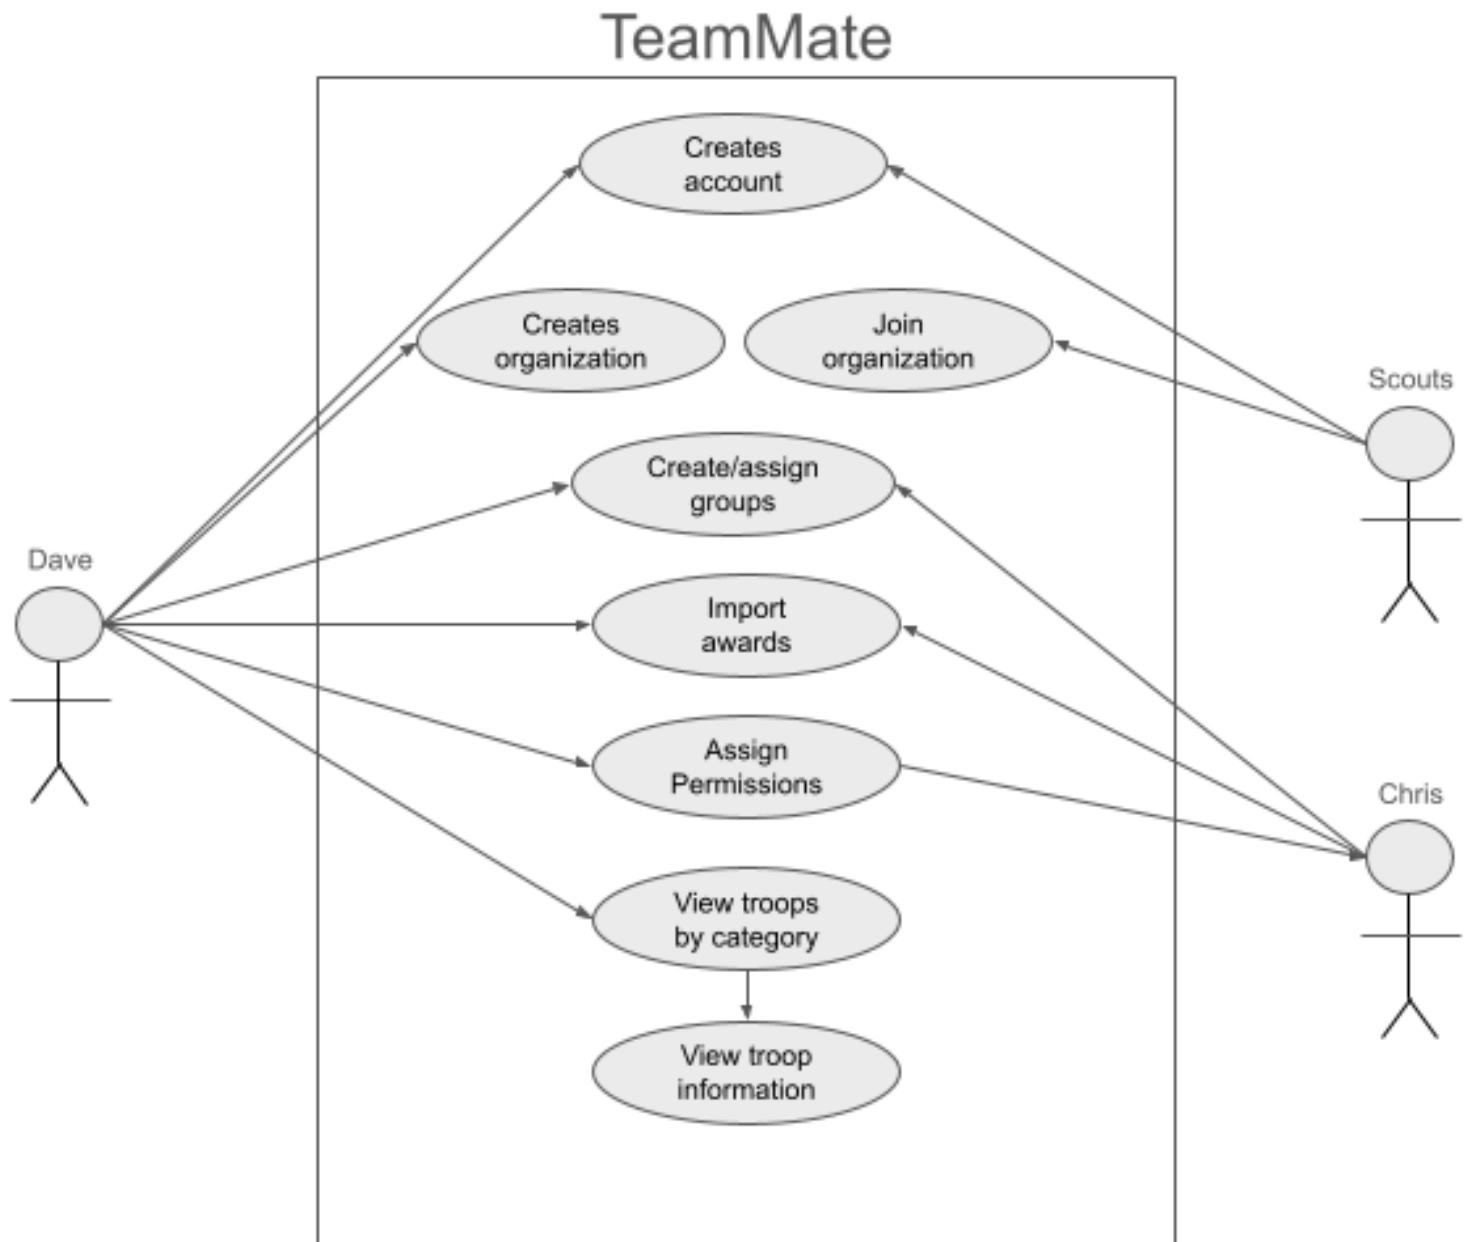 TeamMate
Creates
account
Creates
organization
Join
organization
Scouts
Create/assign
groups
Dave
Import
awards
Assign
Permissions
Chris
View troops
by category
View troop
information